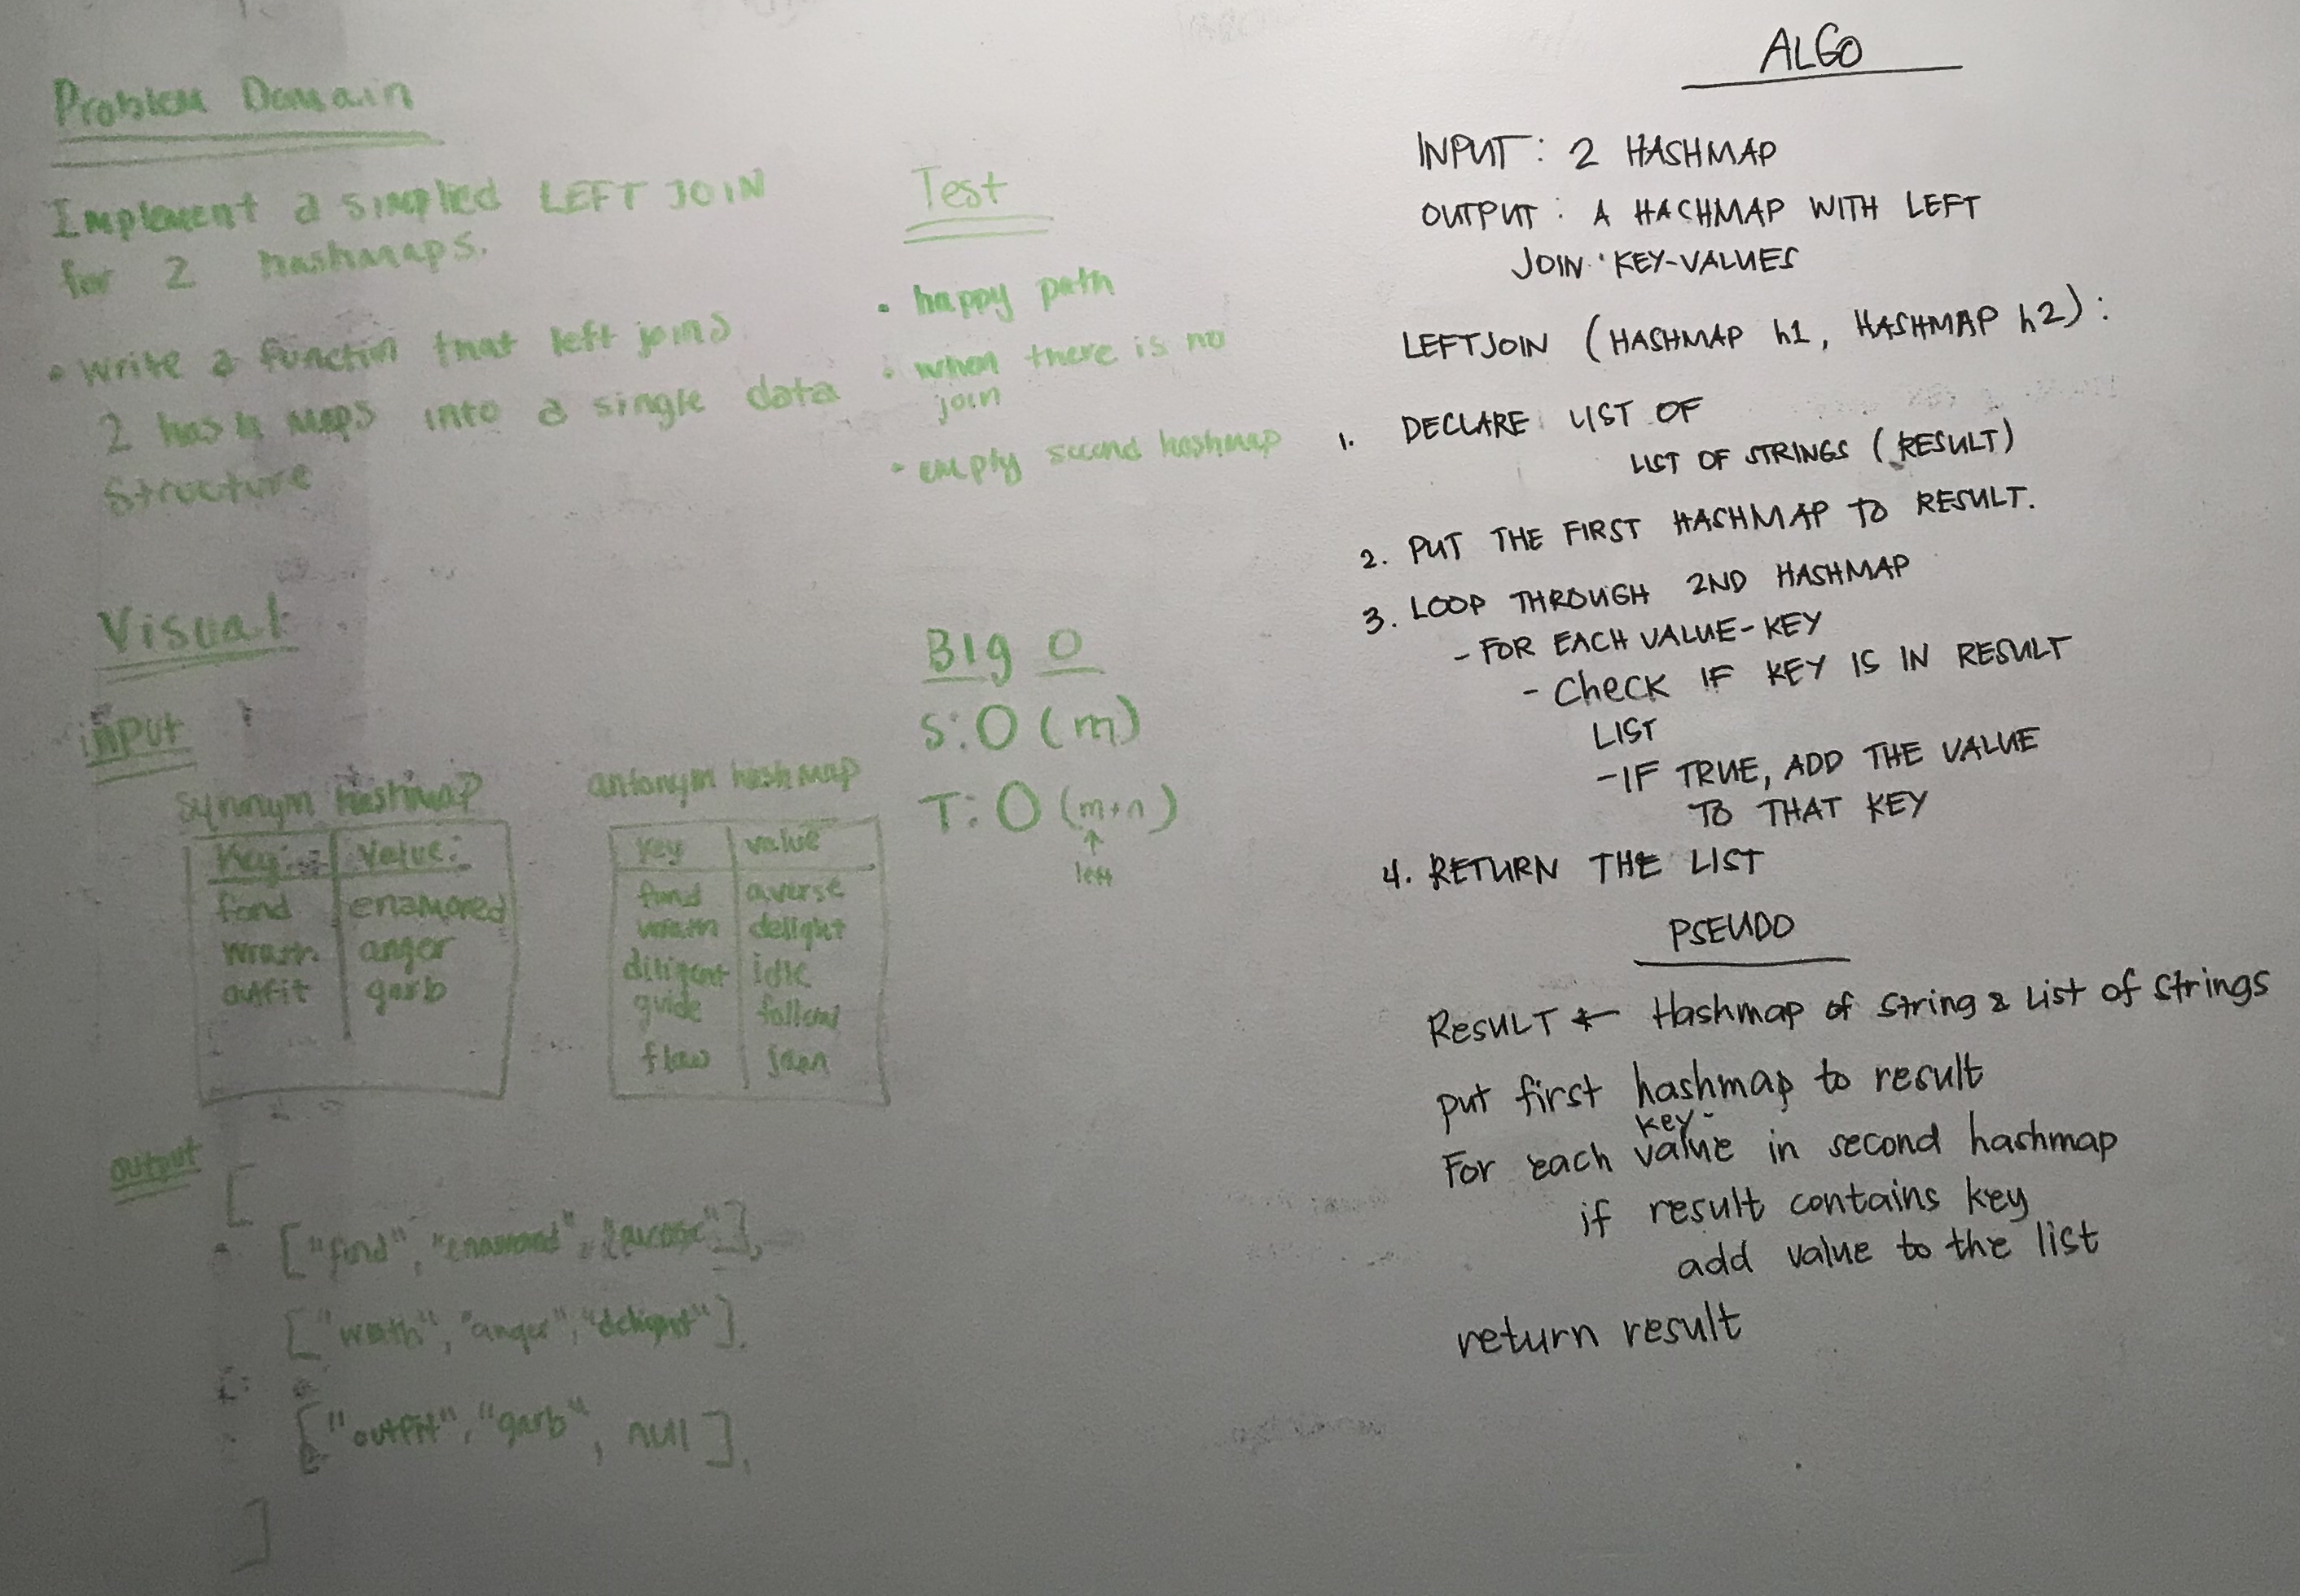 Problem Domain
Implement a simplied LEFT JOIN
for 2 hashmaps.
• Write a functin that left joins
2 hash maps into a single data
structure
Test
• happy path
• when there is no
join
• empty second hashmap
Visual
input
synonym hashmap
Key: Value:
fond enamored
wrath anger
outfit garb
antonym hashmap
key value
fond averse
wrath delight
diligent idle
guide follow
flow jam
Big O
S: O (m)
T: O (m+n)
↑
left
output
[
["find", "enamored", "averse"],
["wrath", "anger", "delight"],
["outfit", "garb", null],
]
ALGO
INPUT: 2 HASHMAP
OUTPUT: A HACHMAP WITH LEFT
JOIN KEY-VALUES
LEFTJOIN (HASHMAP h1, HASHMAP h2):
1. DECLARE LIST OF
LIST OF STRINGS (RESULT)
2. PUT THE FIRST HASHMAP TO RESULT.
3. LOOP THROUGH 2ND HASHMAP
- FOR EACH VALUE-KEY
- Check IF KEY IS IN RESULT
LIST
- IF TRUE, ADD THE VALUE
TO THAT KEY
4. RETURN THE LIST
PSEUDO
RESULT ← Hashmap of String & List of Strings
put first hashmap to result
key-
For each value in second hashmap
if result contains key
add value to the list
return result